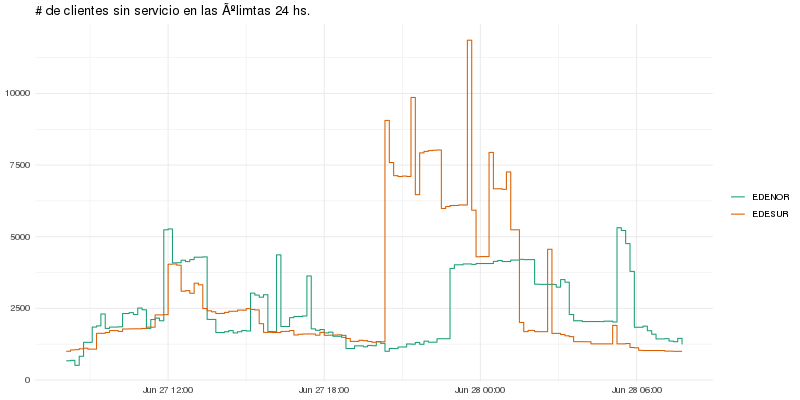 # de clientes sin servicio en las Ãºlimtas 24 hs.
10000
7500
5000
2500
0
Jun 27 12:00
Jun 27 18:00
Jun 28 00:00
Jun 28 06:00
EDENOR
EDESUR